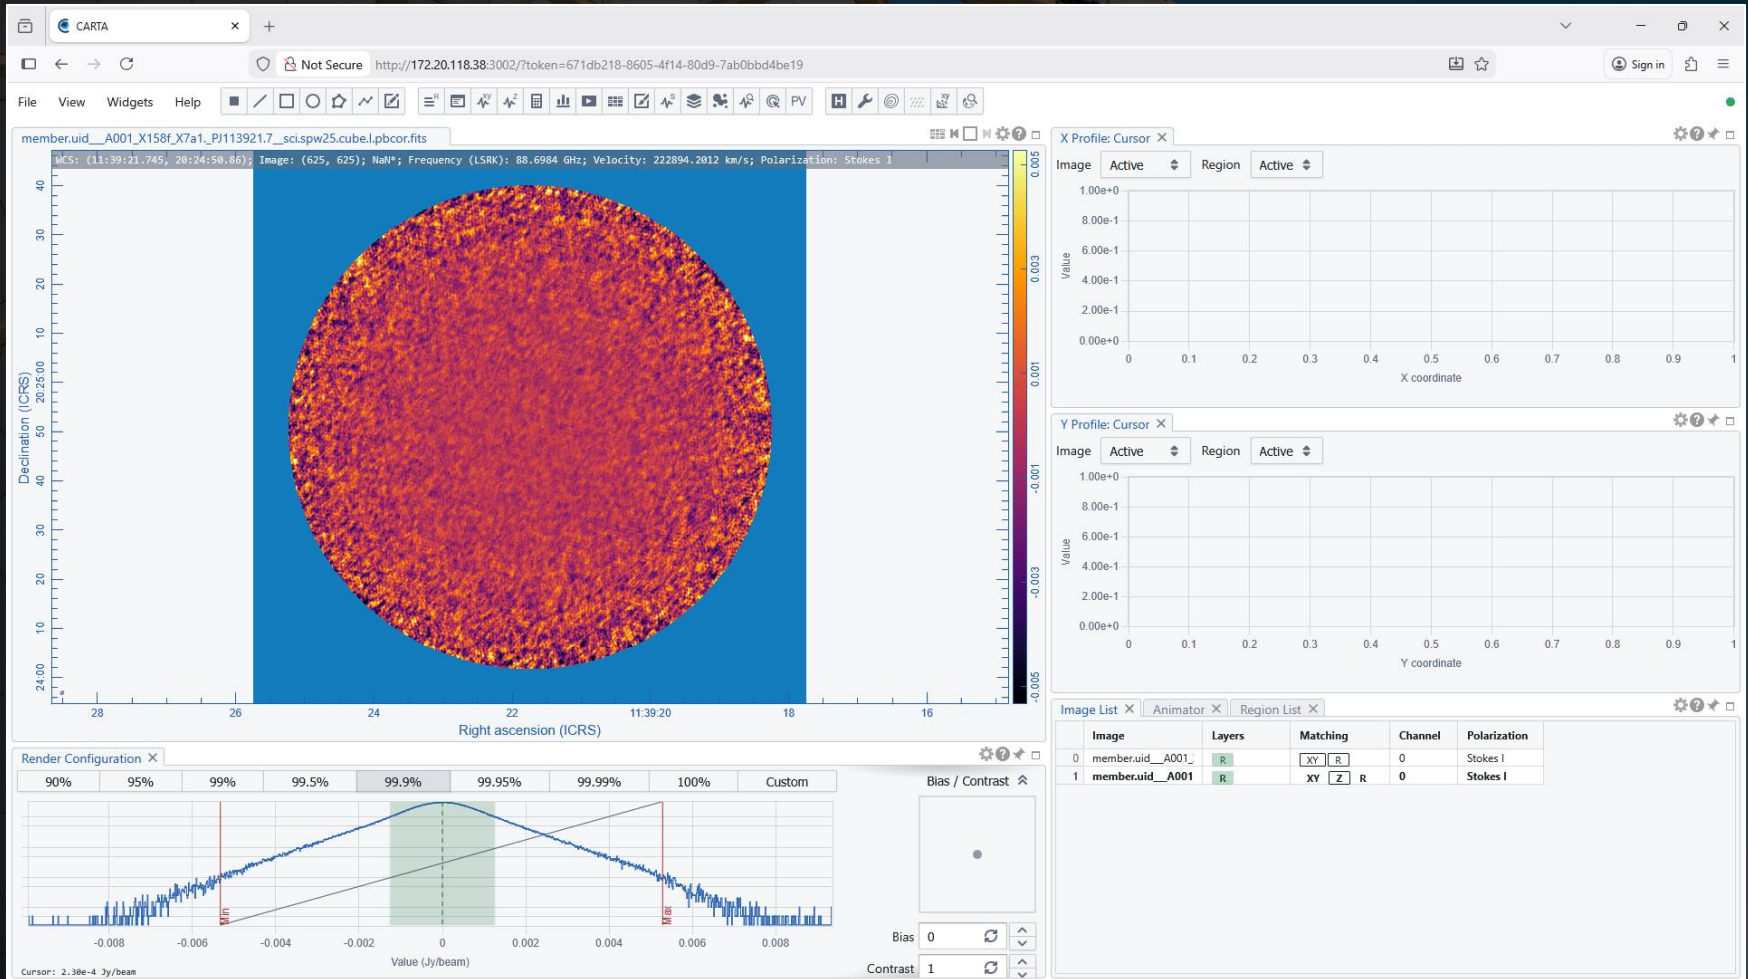 CARTA
Not Secure http://172.20.118.38:3002/?token=671db218-8605-4f14-80d9-7ab0bbd4be19
Sign in
File View Widgets Help
PV
member.uid___A001_X158f_X7a1._PJ113921.7__sci.spw25.cube.I.pbcor.fits
WCS: (11:39:21.745, 20:24:50.86); Image: (625, 625); NaN*; Frequency (LSRK): 88.6984 GHz; Velocity: 222894.2012 km/s; Polarization: Stokes I
40
30
20
10
20:25:00
50
40
30
20
10
24:00
Declination (ICRS)
28 26 24 22 11:39:20 18 16
Right ascension (ICRS)
0.005
0.003
0.001
-0.001
-0.003
-0.005
X Profile: Cursor
Image Active Region Active
1.00e+0
8.00e-1
6.00e-1
4.00e-1
2.00e-1
0.00e+0
Value
0 0.1 0.2 0.3 0.4 0.5 0.6 0.7 0.8 0.9 1
X coordinate
Y Profile: Cursor
Image Active Region Active
1.00e+0
8.00e-1
6.00e-1
4.00e-1
2.00e-1
0.00e+0
Value
0 0.1 0.2 0.3 0.4 0.5 0.6 0.7 0.8 0.9 1
Y coordinate
Render Configuration
90% 95% 99% 99.5% 99.9% 99.95% 99.99% 100% Custom
Min
Max
-0.008 -0.006 -0.004 -0.002 0 0.002 0.004 0.006 0.008
Value (Jy/beam)
Cursor: 2.30e-4 Jy/beam
Bias / Contrast
Bias 0
Contrast 1
Image List Animator Region List
Image Layers Matching Channel Polarization
0 member.uid___A001_ R XY R 0 Stokes I
1 member.uid___A001 R XY Z R 0 Stokes I